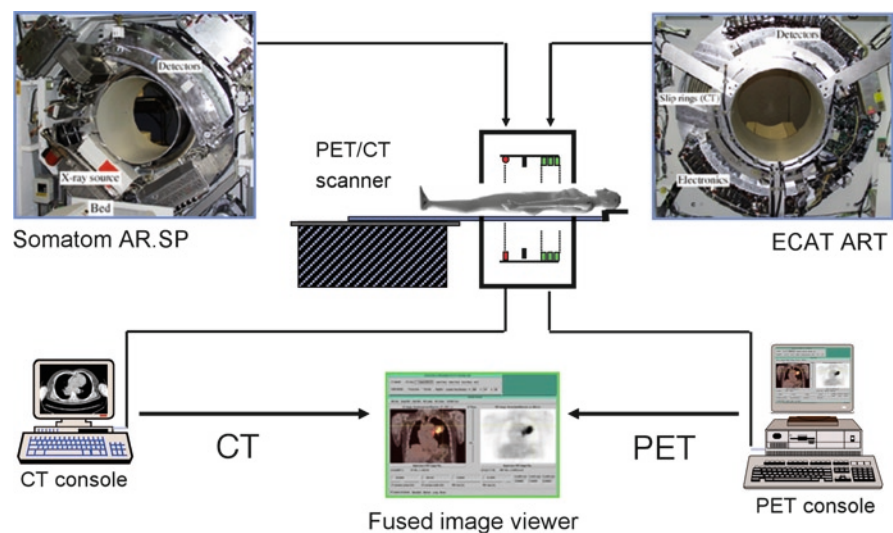 Detectors
Detectors
Slip rings (CT)
PET/CT
scanner
X-ray source
Electronics
Bed
Somatom AR.SP
ECAT ART
CT
PET
CT console
PET console
Fused image viewer